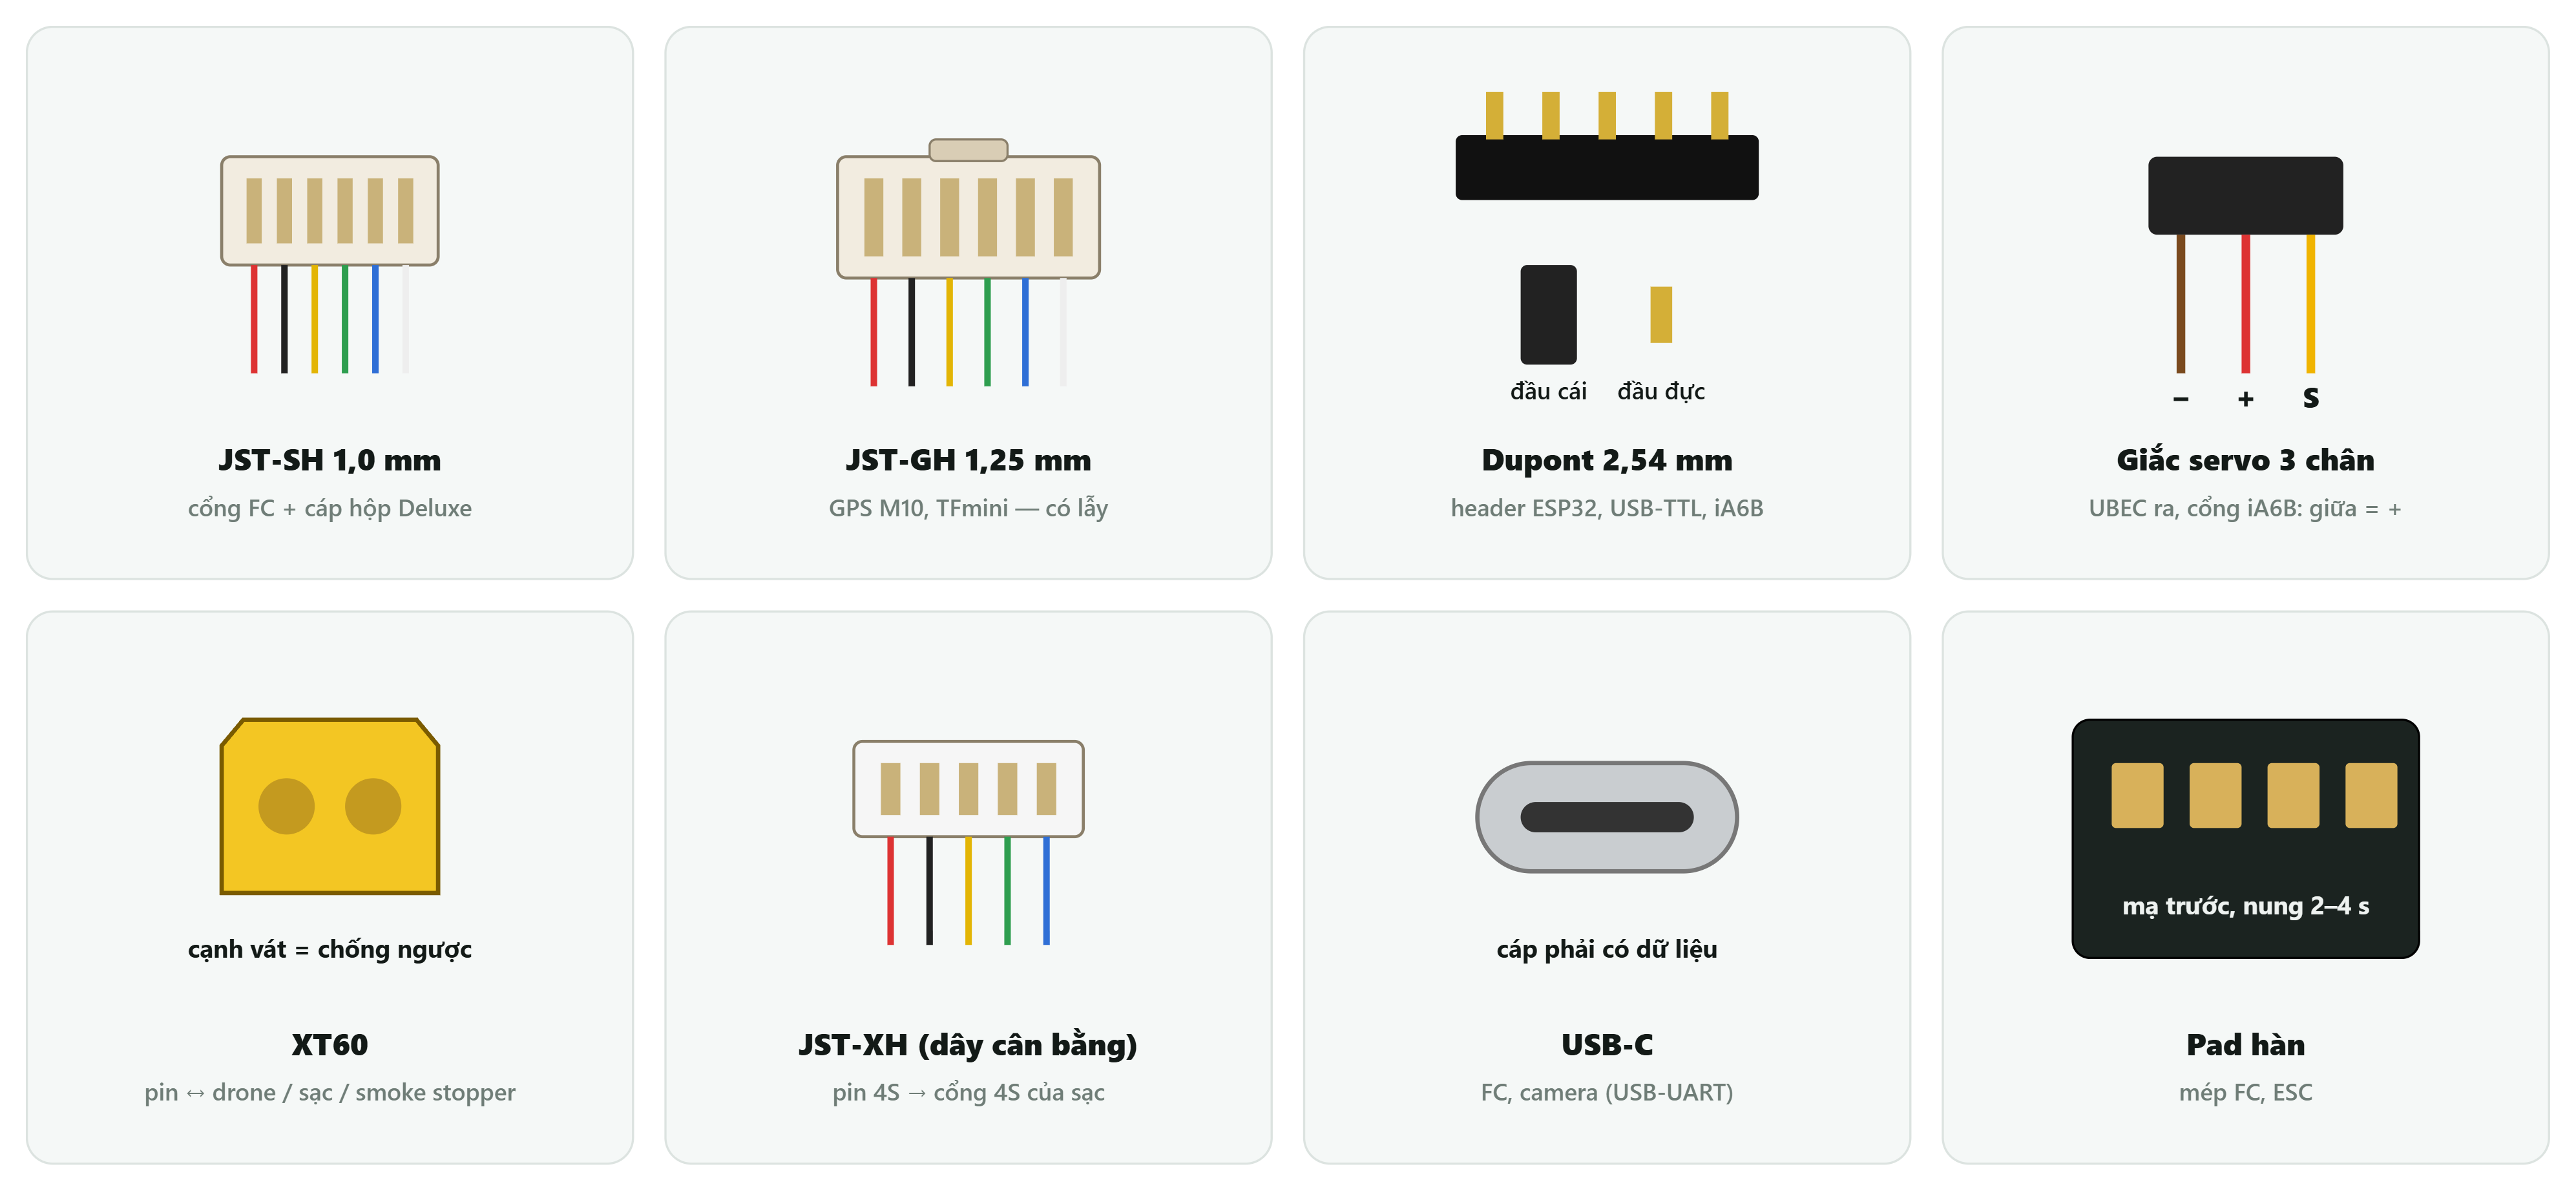 đầu cái đầu đực
− + S
JST-SH 1,0 mm
cổng FC + cáp hộp Deluxe
JST-GH 1,25 mm
GPS M10, TFmini — có lẫy
Dupont 2,54 mm
header ESP32, USB-TTL, iA6B
Giắc servo 3 chân
UBEC ra, cổng iA6B: giữa = +
cạnh vát = chống ngược
XT60
pin ↔ drone / sạc / smoke stopper
JST-XH (dây cân bằng)
pin 4S → cổng 4S của sạc
cáp phải có dữ liệu
USB-C
FC, camera (USB-UART)
mạ trước, nung 2–4 s
Pad hàn
mép FC, ESC